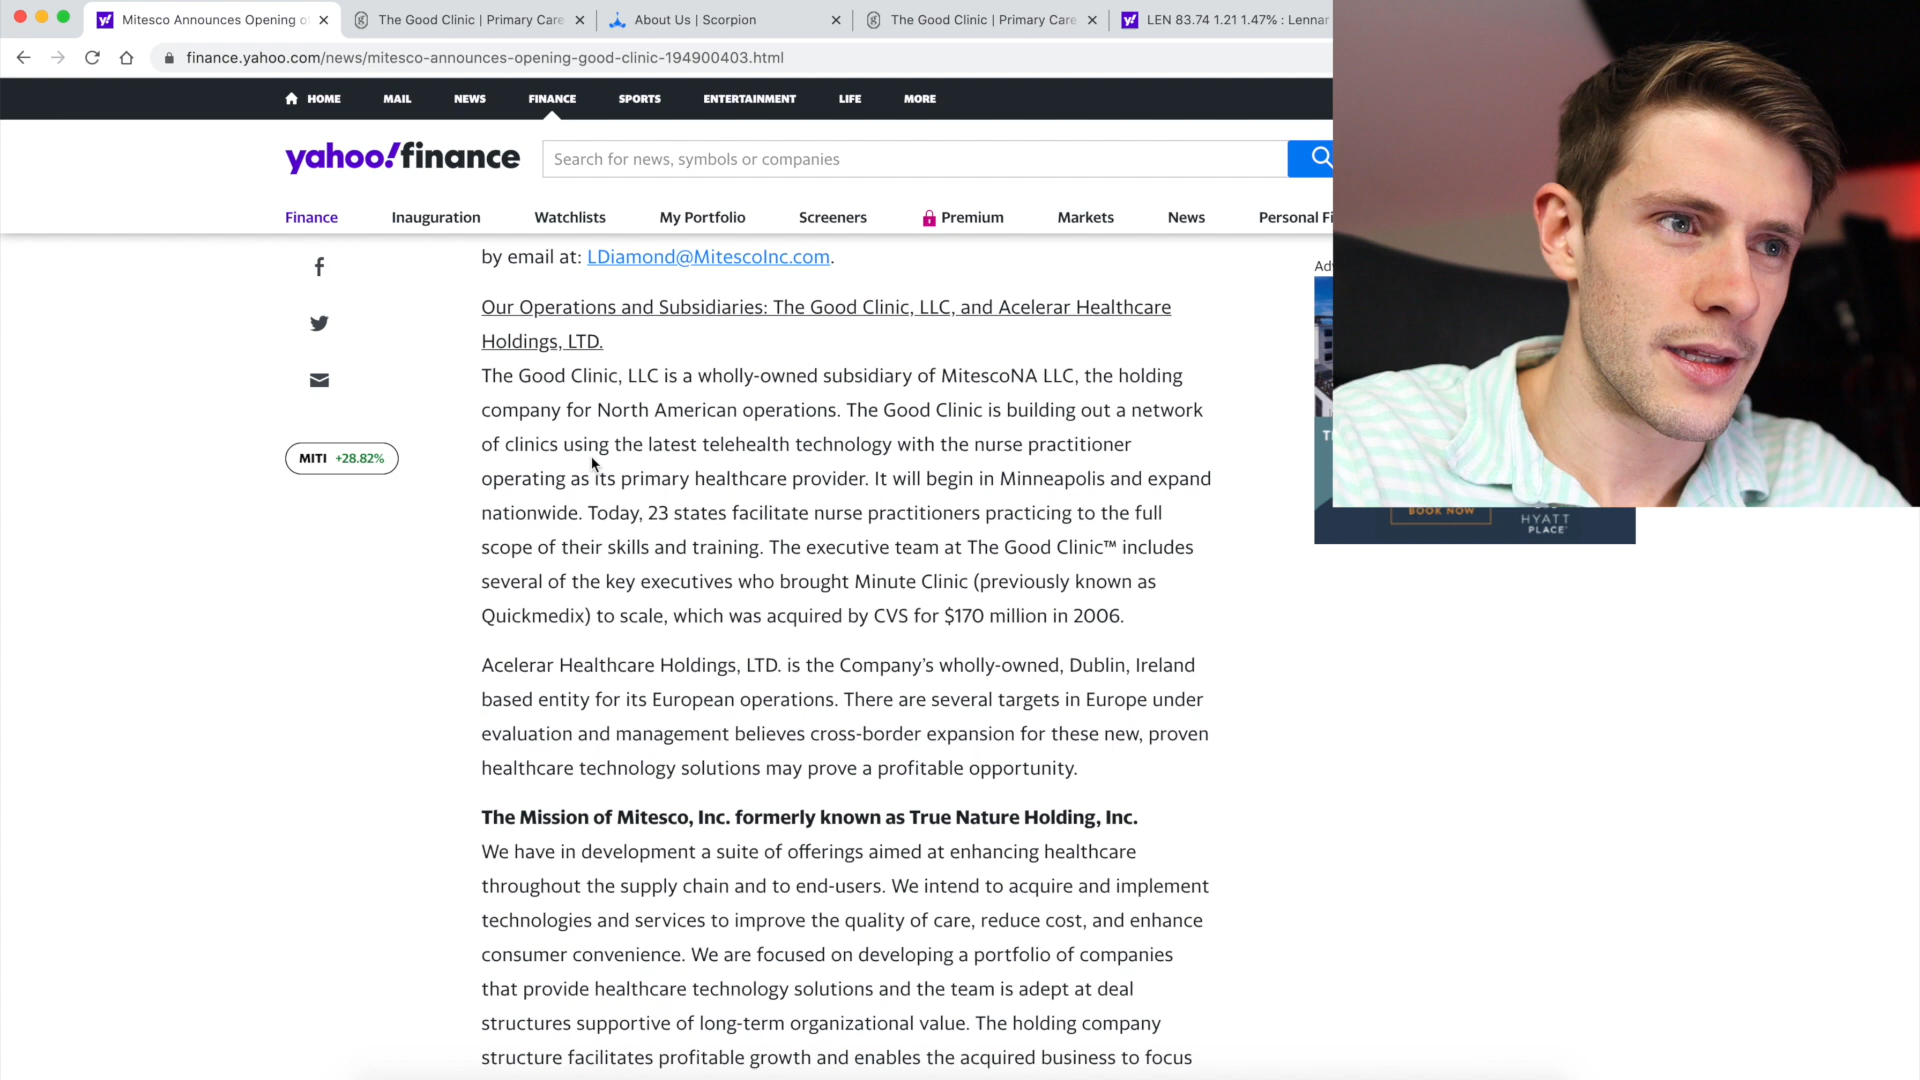 Mitesco Announces Opening o
The Good Clinic | Primary Care
About Us | Scorpion
The Good Clinic | Primary Care
LEN 83.74 1.21 1.47% : Lennar
finance.yahoo.com/news/mitesco-announces-opening-good-clinic-194900403.html
HOME MAIL NEWS FINANCE SPORTS ENTERTAINMENT LIFE MORE
yahoo!finance
Search for news, symbols or companies
Finance Inauguration Watchlists My Portfolio Screeners Premium Markets News Personal Fi
by email at: LDiamond@MitescoInc.com.
Ad
Our Operations and Subsidiaries: The Good Clinic, LLC, and Acelerar Healthcare
Holdings, LTD.
The Good Clinic, LLC is a wholly-owned subsidiary of MitescoNA LLC, the holding
company for North American operations. The Good Clinic is building out a network
of clinics using the latest telehealth technology with the nurse practitioner
operating as its primary healthcare provider. It will begin in Minneapolis and expand
nationwide. Today, 23 states facilitate nurse practitioners practicing to the full
scope of their skills and training. The executive team at The Good Clinic™ includes
several of the key executives who brought Minute Clinic (previously known as
Quickmedix) to scale, which was acquired by CVS for $170 million in 2006.
MITI +28.82%
BOOK NOW
HYATT
PLACE
Acelerar Healthcare Holdings, LTD. is the Company's wholly-owned, Dublin, Ireland
based entity for its European operations. There are several targets in Europe under
evaluation and management believes cross-border expansion for these new, proven
healthcare technology solutions may prove a profitable opportunity.
The Mission of Mitesco, Inc. formerly known as True Nature Holding, Inc.
We have in development a suite of offerings aimed at enhancing healthcare
throughout the supply chain and to end-users. We intend to acquire and implement
technologies and services to improve the quality of care, reduce cost, and enhance
consumer convenience. We are focused on developing a portfolio of companies
that provide healthcare technology solutions and the team is adept at deal
structures supportive of long-term organizational value. The holding company
structure facilitates profitable growth and enables the acquired business to focus